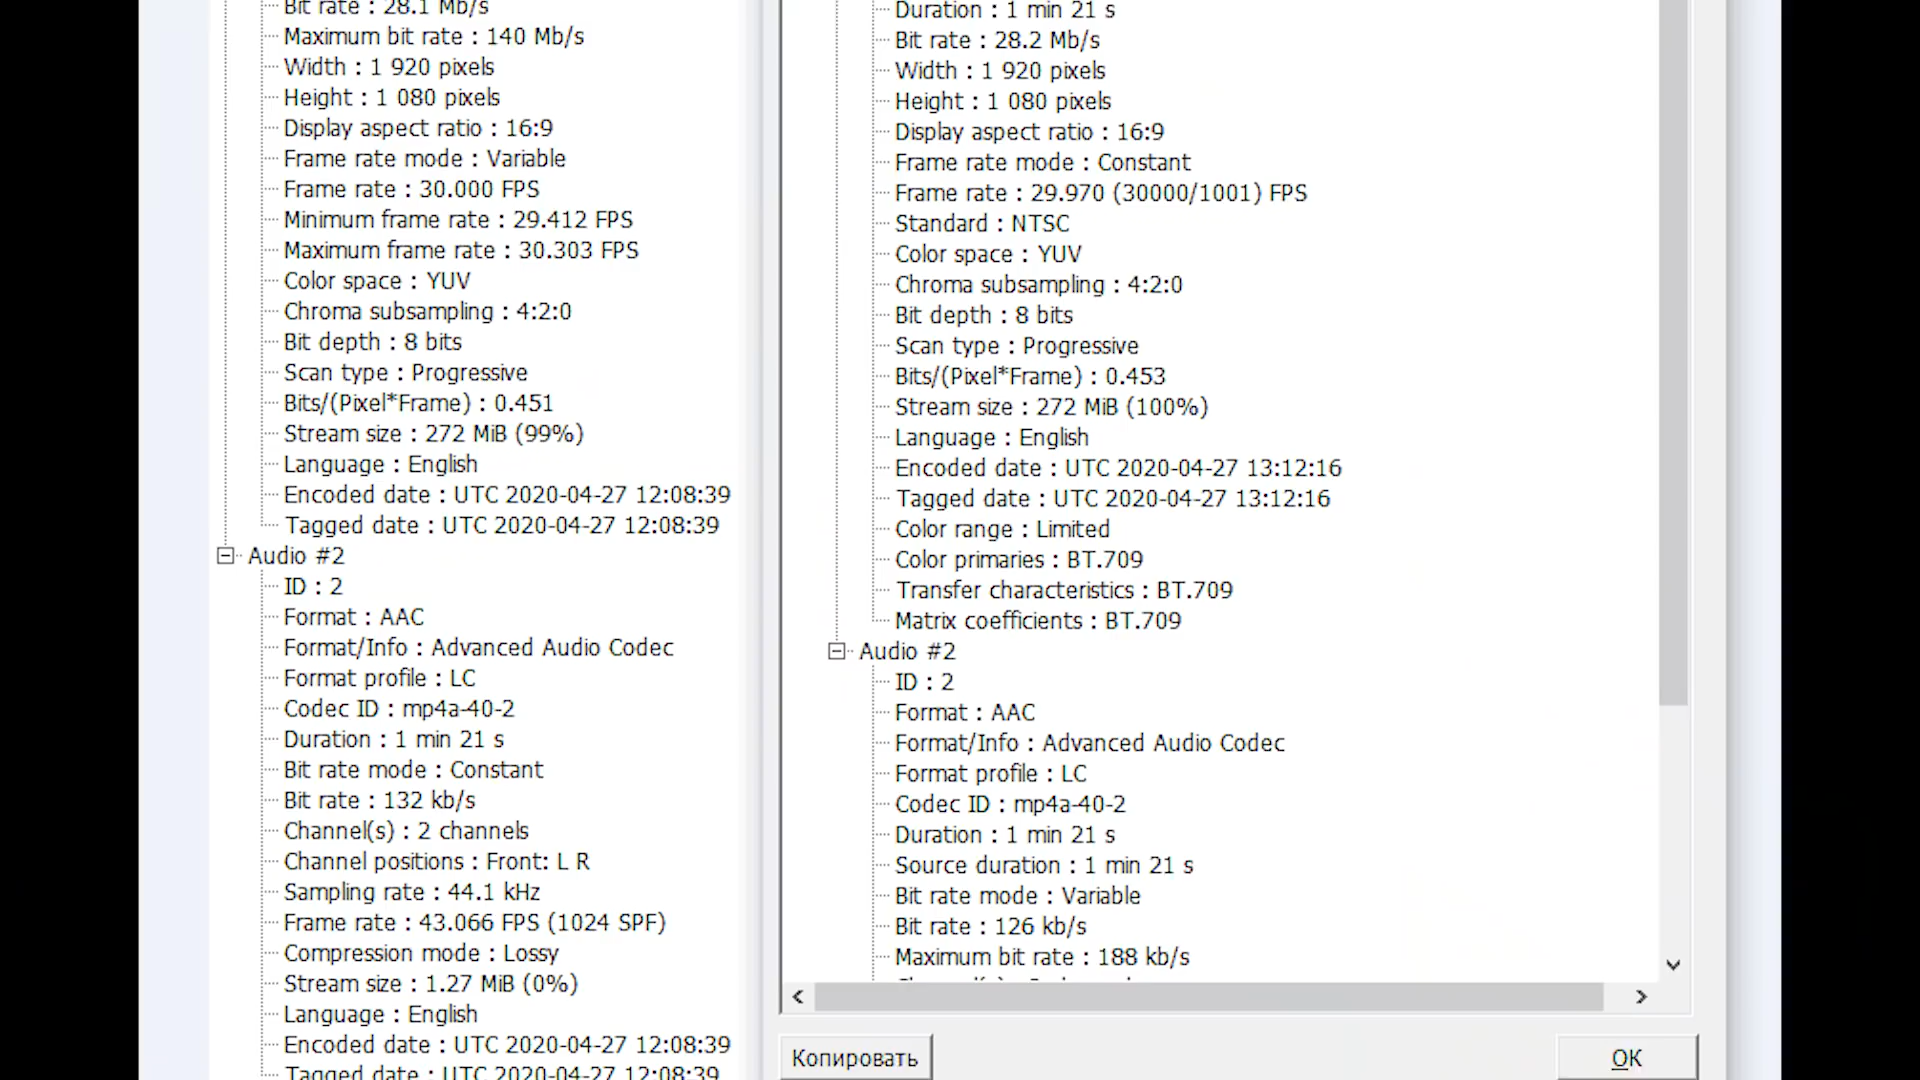 Bit rate : 28.1 Mb/s
Maximum bit rate : 140 Mb/s
Width : 1 920 pixels
Height : 1 080 pixels
Display aspect ratio : 16:9
Frame rate mode : Variable
Frame rate : 30.000 FPS
Minimum frame rate : 29.412 FPS
Maximum frame rate : 30.303 FPS
Color space : YUV
Chroma subsampling : 4:2:0
Bit depth : 8 bits
Scan type : Progressive
Bits/(Pixel*Frame) : 0.451
Stream size : 272 MiB (99%)
Language : English
Encoded date : UTC 2020-04-27 12:08:39
Tagged date : UTC 2020-04-27 12:08:39
Audio #2
ID : 2
Format : AAC
Format/Info : Advanced Audio Codec
Format profile : LC
Codec ID : mp4a-40-2
Duration : 1 min 21 s
Bit rate mode : Constant
Bit rate : 132 kb/s
Channel(s) : 2 channels
Channel positions : Front: L R
Sampling rate : 44.1 kHz
Frame rate : 43.066 FPS (1024 SPF)
Compression mode : Lossy
Stream size : 1.27 MiB (0%)
Language : English
Encoded date : UTC 2020-04-27 12:08:39
Tagged date : UTC 2020-04-27 12:08:39
Duration : 1 min 21 s
Bit rate : 28.2 Mb/s
Width : 1 920 pixels
Height : 1 080 pixels
Display aspect ratio : 16:9
Frame rate mode : Constant
Frame rate : 29.970 (30000/1001) FPS
Standard : NTSC
Color space : YUV
Chroma subsampling : 4:2:0
Bit depth : 8 bits
Scan type : Progressive
Bits/(Pixel*Frame) : 0.453
Stream size : 272 MiB (100%)
Language : English
Encoded date : UTC 2020-04-27 13:12:16
Tagged date : UTC 2020-04-27 13:12:16
Color range : Limited
Color primaries : BT.709
Transfer characteristics : BT.709
Matrix coefficients : BT.709
Audio #2
ID : 2
Format : AAC
Format/Info : Advanced Audio Codec
Format profile : LC
Codec ID : mp4a-40-2
Duration : 1 min 21 s
Source duration : 1 min 21 s
Bit rate mode : Variable
Bit rate : 126 kb/s
Maximum bit rate : 188 kb/s
Копировать
OK